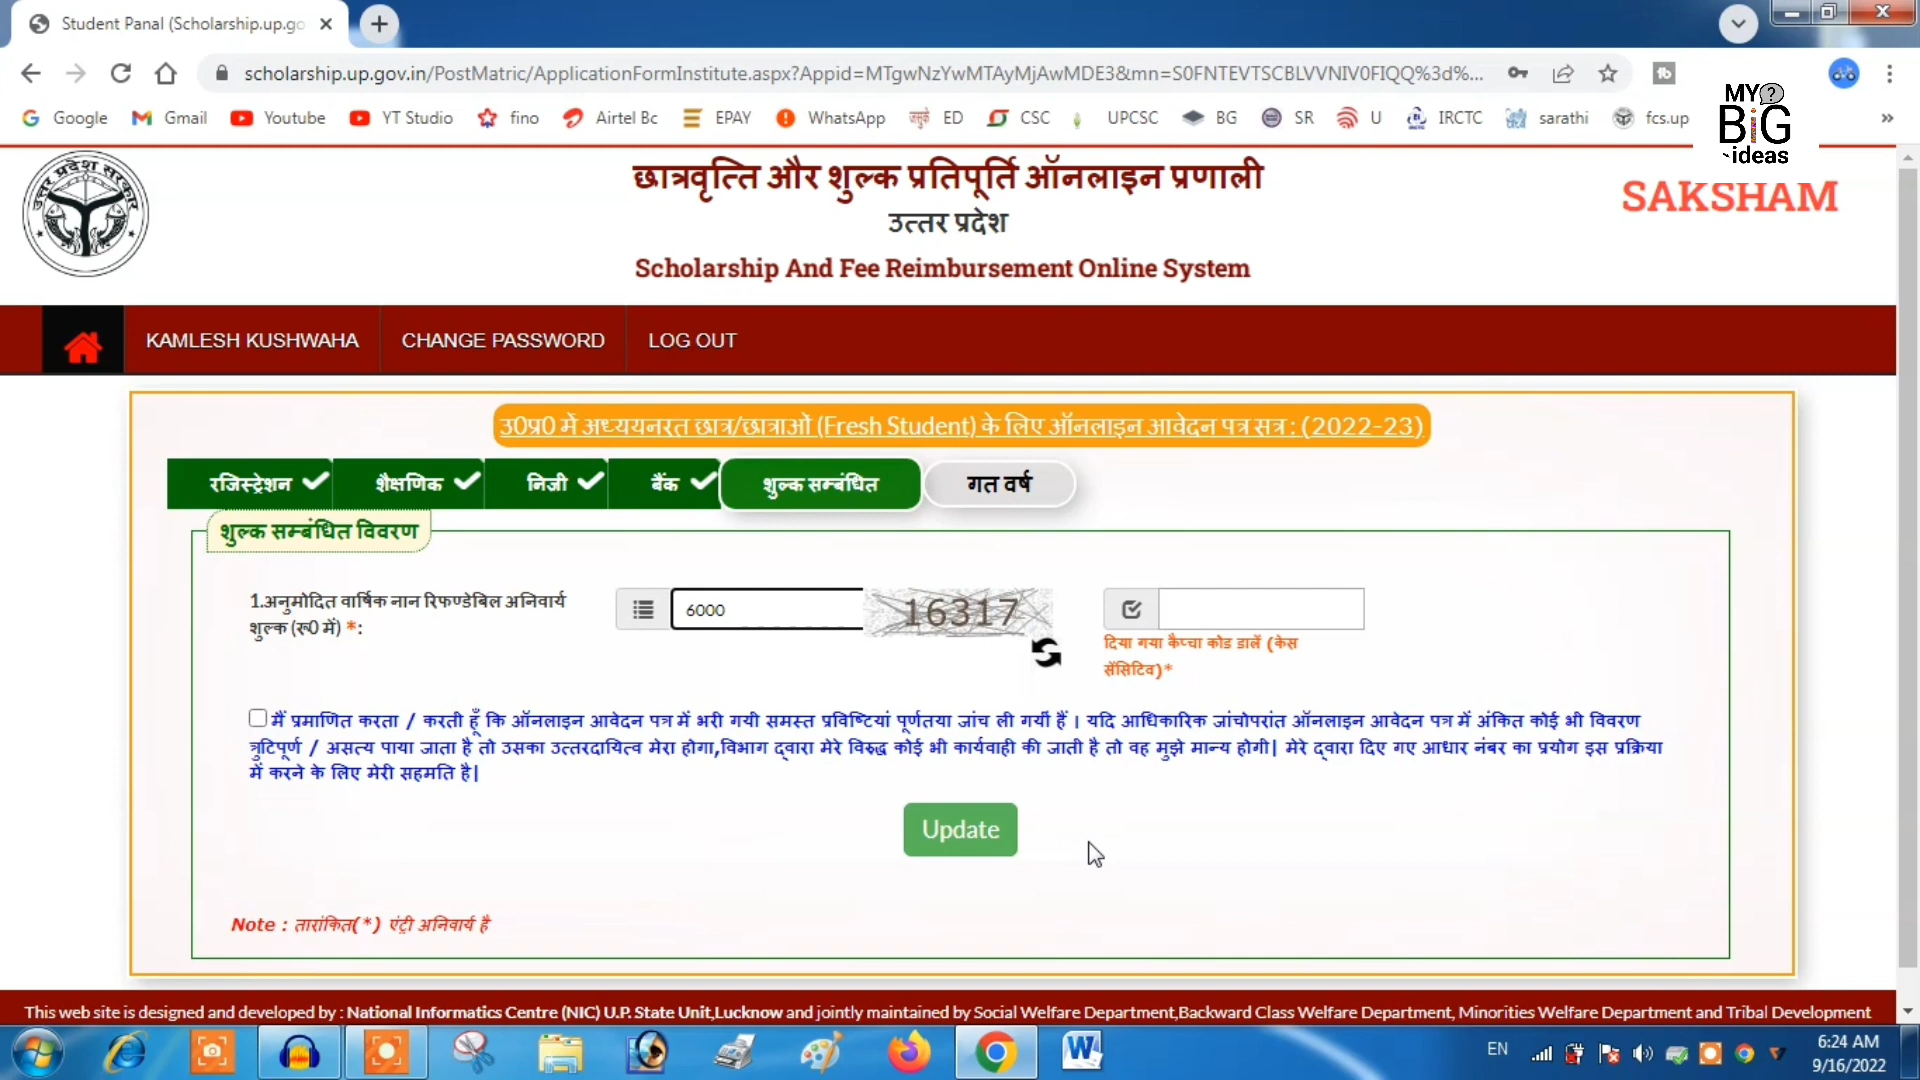 Student Panal (Scholarship.up.go
scholarship.up.gov.in/PostMatric/ApplicationFormInstitute.aspx?Appid=MTgwNzYwMTAyMjAwMDE3&mn=S0FNTEVTSCBLVVNIV0FIQQ%3d%...
Google Gmail Youtube YT Studio fino Airtel Bc EPAY WhatsApp ED CSC UPCSC BG SR U IRCTC sarathi fcs.up »
MY?
BiG
-ideas
उत्तर प्रदेश सरकार
छात्रवृत्ति और शुल्क प्रतिपूर्ति ऑनलाइन प्रणाली
उत्तर प्रदेश
Scholarship And Fee Reimbursement Online System
SAKSHAM
KAMLESH KUSHWAHA CHANGE PASSWORD LOG OUT
उ0प्र0 में अध्ययनरत छात्र/छात्राओं (Fresh Student) के लिए ऑनलाइन आवेदन पत्र सत्र : (2022-23)
रजिस्ट्रेशन शैक्षणिक निजी बैंक शुल्क सम्बंधित गत वर्ष
शुल्क सम्बंधित विवरण
1.अनुमोदित वार्षिक नान रिफण्डेबिल अनिवार्य
शुल्क (रू0 में) *:
6000
16317
दिया गया कैप्चा कोड डालें (केस
सेंसिटिव)*
मैं प्रमाणित करता / करती हूँ कि ऑनलाइन आवेदन पत्र में भरी गयी समस्त प्रविष्टियां पूर्णतया जांच ली गयीं हैं । यदि आधिकारिक जांचोपरांत ऑनलाइन आवेदन पत्र में अंकित कोई भी विवरण
त्रुटिपूर्ण / असत्य पाया जाता है तो उसका उत्तरदायित्व मेरा होगा,विभाग द्वारा मेरे विरुद्ध कोई भी कार्यवाही की जाती है तो वह मुझे मान्य होगी| मेरे द्वारा दिए गए आधार नंबर का प्रयोग इस प्रक्रिया
में करने के लिए मेरी सहमति है|
Update
Note : तारांकित(*) एंट्री अनिवार्य है
This web site is designed and developed by : National Informatics Centre (NIC) U.P. State Unit,Lucknow and jointly maintained by Social Welfare Department,Backward Class Welfare Department, Minorities Welfare Department and Tribal Development
EN
6:24 AM
9/16/2022